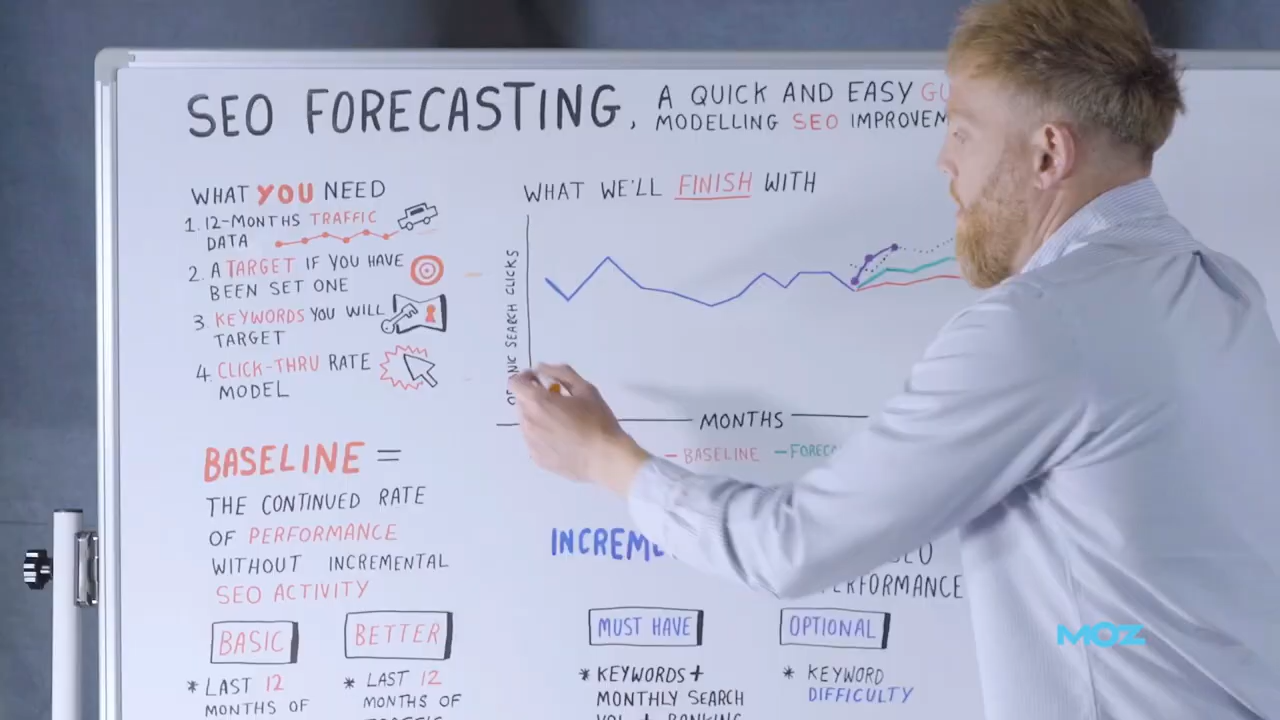 SEO FORECASTING, A QUICK AND EASY
MODELLING SEO
WHAT YOU NEED
1. 12-MONTHS TRAFFIC
DATA
2. A TARGET IF YOU HAVE
BEEN SET ONE
3. KEYWORDS YOU WILL
TARGET
4. CLICK-THRU RATE
MODEL
WHAT WE'LL FINISH WITH
SEARCH CLICKS
MONTHS
BASELINE
BASELINE =
THE CONTINUED RATE
OF PERFORMANCE
WITHOUT INCREMENTAL
SEO ACTIVITY
BASIC
* LAST 12
MONTHS OF
BETTER
* LAST 12
MONTHS OF
SEO
PERFORMANCE
MUST HAVE
* KEYWORDS +
MONTHLY SEARCH
OPTIONAL
* KEYWORD
DIFFICULTY
MOZ